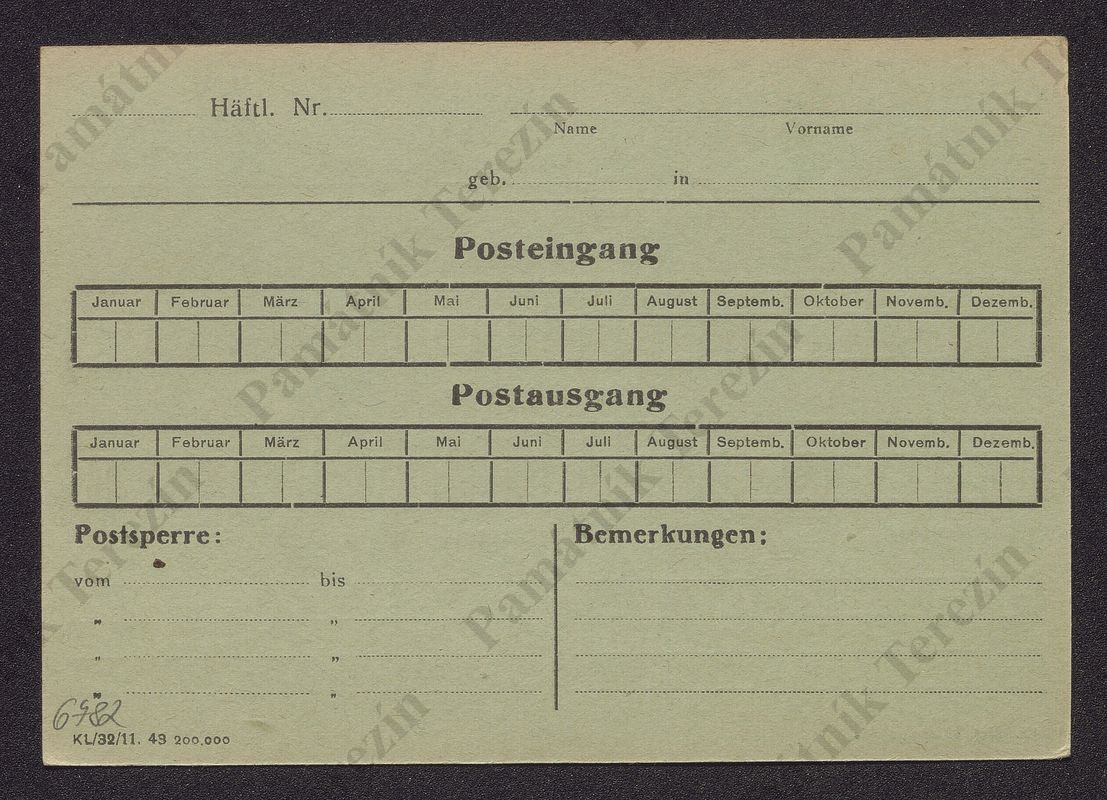 Häftl. Nr.
Name Vorname
geb. in
Posteingang
Januar Februar März April Mai Juni Juli August Septemb. Oktober Novemb. Dezemb.
Postausgang
Januar Februar März April Mai Juni Juli August Septemb. Oktober Novemb. Dezemb.
Postsperre: Bemerkungen:
vom bis
„ „
„ „
„ „
6982
KL/32/11. 43 200.000
Památník Terezín